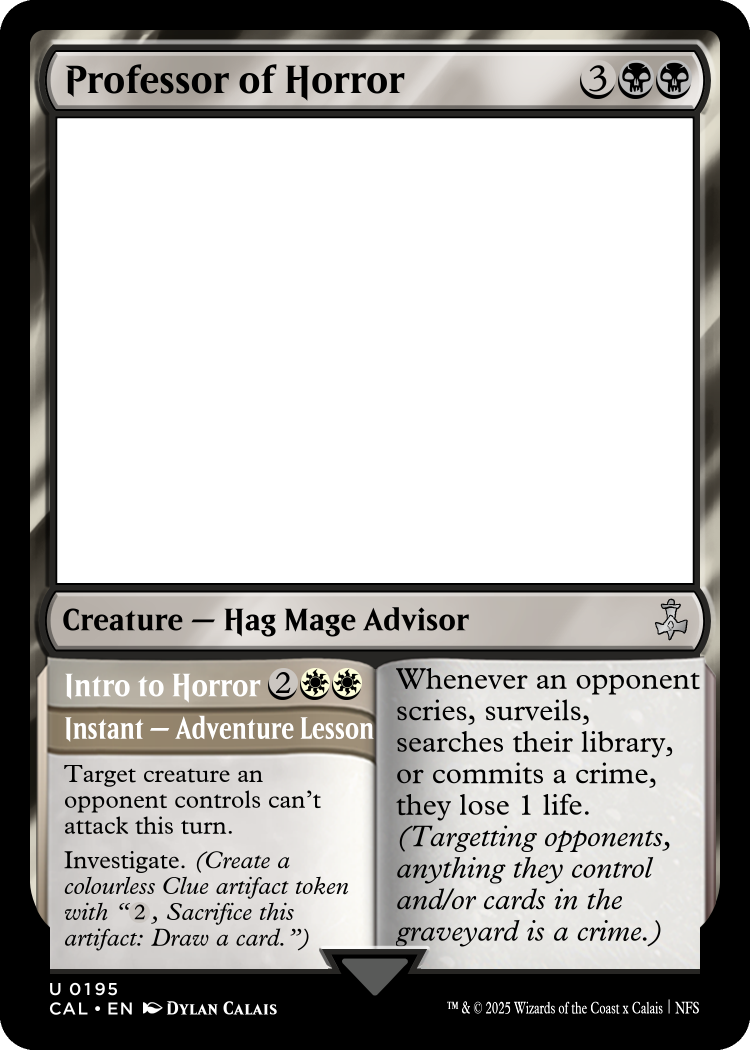 Professor of Horror 3
Creature — Hag Mage Advisor
Intro to Horror 2
Instant — Adventure Lesson
Target creature an
opponent controls can't
attack this turn.
Investigate. (Create a
colourless Clue artifact token
with “2, Sacrifice this
artifact: Draw a card.”)
Whenever an opponent
scries, surveils,
searches their library,
or commits a crime,
they lose 1 life.
(Targetting opponents,
anything they control
and/or cards in the
graveyard is a crime.)
U 0195
CAL • EN DYLAN CALAIS
™ & © 2025 Wizards of the Coast x Calais | NFS